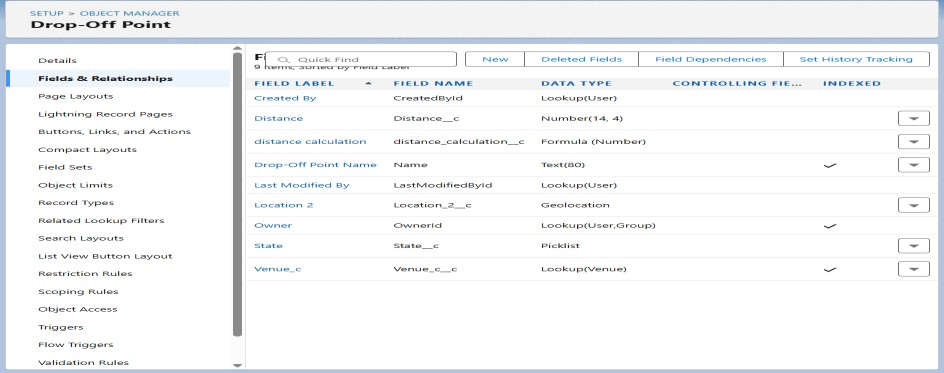 SETUP > OBJECT MANAGER
Drop-Off Point
Details
Fields & Relationships
Page Layouts
Lightning Record Pages
Buttons, Links, and Actions
Compact Layouts
Field Sets
Object Limits
Record Types
Related Lookup Filters
Search Layouts
List View Button Layout
Restriction Rules
Scoping Rules
Object Access
Triggers
Flow Triggers
Validation Rules
Quick Find
New
Deleted Fields
Field Dependencies
Set History Tracking
9 Items, Sorted by Field Label
FIELD LABEL FIELD NAME DATA TYPE CONTROLLING FIE... INDEXED
Created By CreatedById Lookup(User)
Distance Distance__c Number(14, 4)
distance calculation distance_calculation__c Formula (Number)
Drop-Off Point Name Name Text(80)
Last Modified By LastModifiedById Lookup(User)
Location 2 Location_2__c Geolocation
Owner OwnerId Lookup(User,Group)
State State__c Picklist
Venue_c Venue_c__c Lookup(Venue)